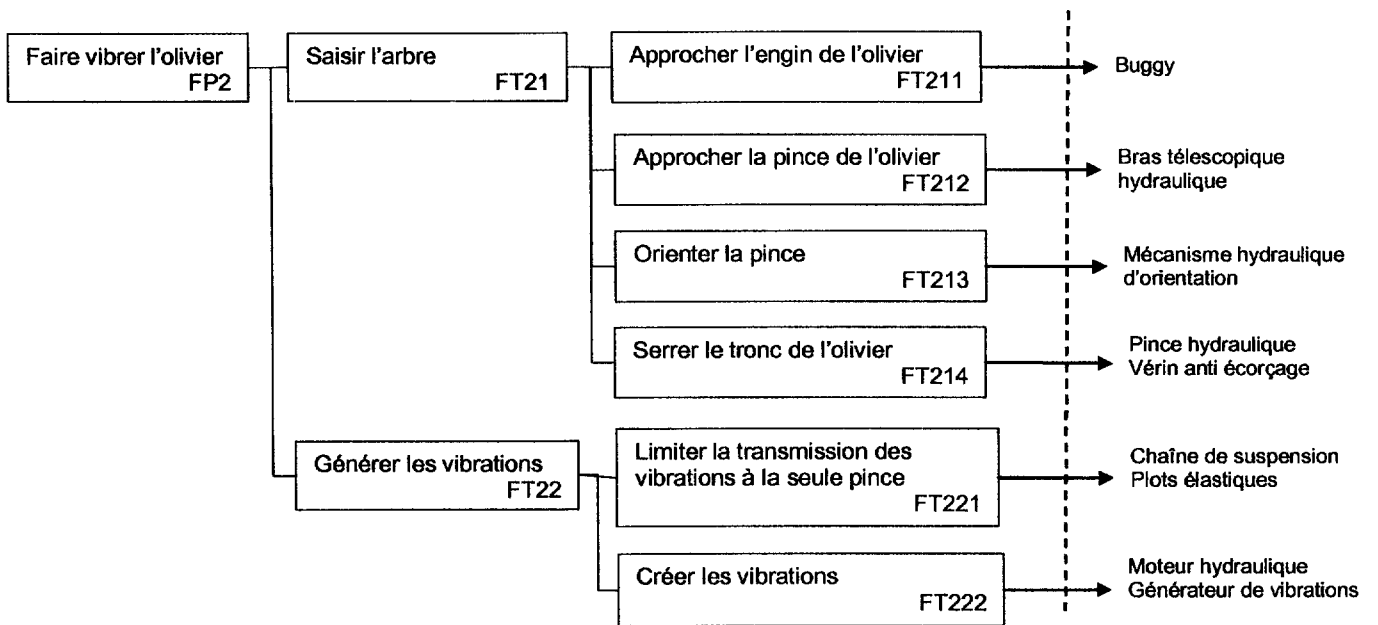 Faire vibrer l'olivier
FP2
Saisir l'arbre
FT21
Approcher l'engin de l'olivier
FT211
Buggy
Approcher la pince de l'olivier
FT212
Bras télescopique
hydraulique
Orienter la pince
FT213
Mécanisme hydraulique
d'orientation
Serrer le tronc de l'olivier
FT214
Pince hydraulique
Vérin anti écorçage
Générer les vibrations
FT22
Limiter la transmission des
vibrations à la seule pince
FT221
Chaîne de suspension
Plots élastiques
Créer les vibrations
FT222
Moteur hydraulique
Générateur de vibrations